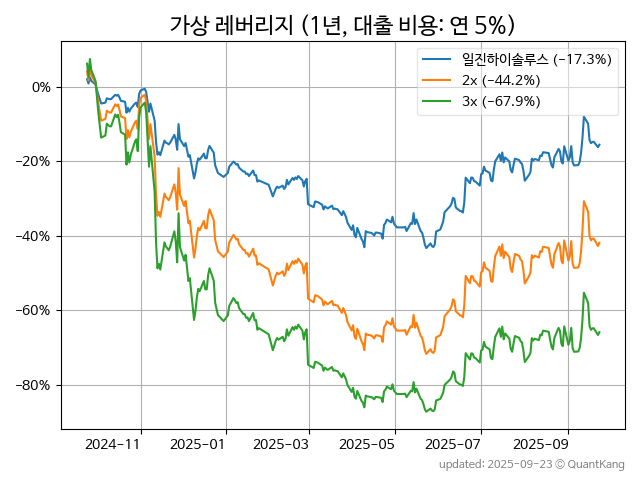 가상 레버리지 (1년, 대출 비용: 연 5%)
일진하이솔루스 (−17.3%)
2x (−44.2%)
3x (−67.9%)
0%
−20%
−40%
−60%
−80%
2024-11 2025-01 2025-03 2025-05 2025-07 2025-09
updated: 2025-09-23 © QuantKang